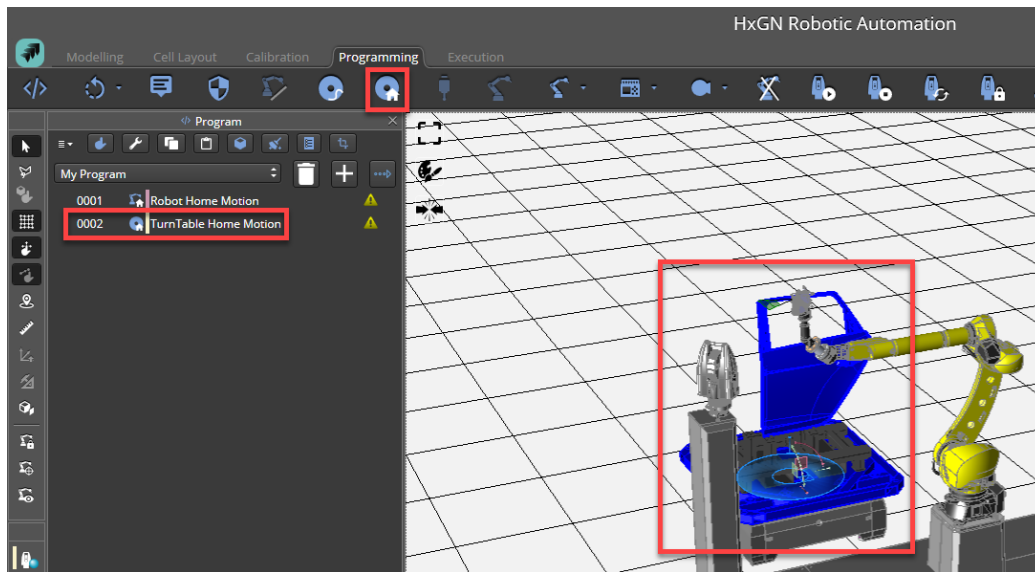 HxGN Robotic Automation
Modelling
Cell Layout
Calibration
Programming
Execution
</> Program
My Program
0001 Robot Home Motion
0002 TurnTable Home Motion